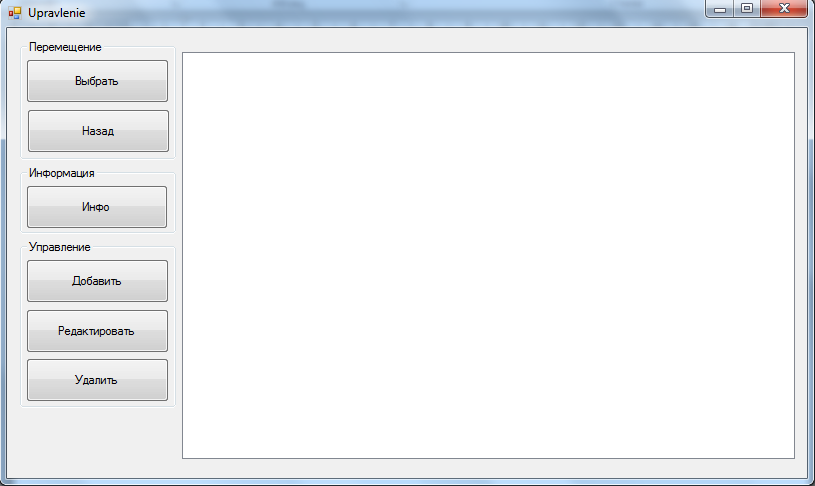 Upravlenie
Перемещение
Выбрать
Назад
Информация
Инфо
Управление
Добавить
Редактировать
Удалить